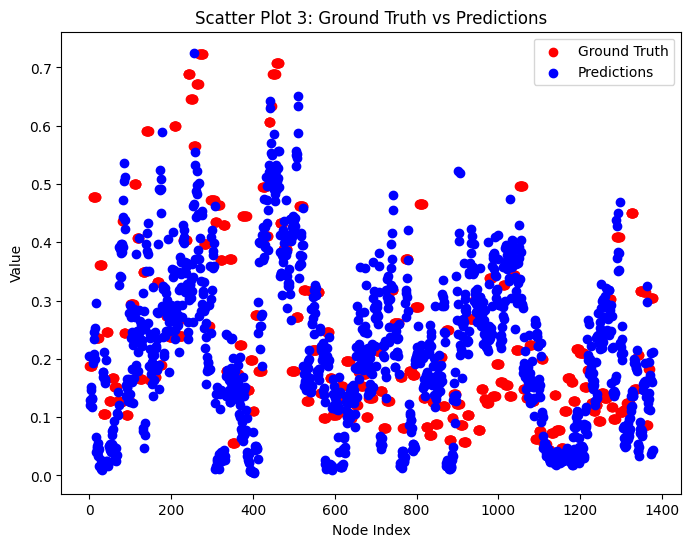 Scatter Plot 3: Ground Truth vs Predictions
Ground Truth
Predictions
Value
0.7
0.6
0.5
0.4
0.3
0.2
0.1
0.0
0 200 400 600 800 1000 1200 1400
Node Index